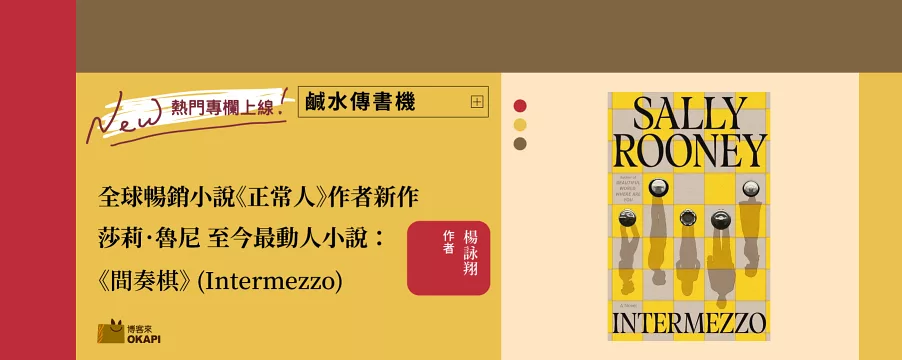 New 熱門專欄上線!
鹹水傳書機
全球暢銷小說《正常人》作者新作
莎莉·魯尼 至今最動人小說：
《間奏棋》(Intermezzo)
楊詠翔
作者
博客來
OKAPI
SALLY
ROONEY
Author of
BEAUTIFUL
WORLD,
WHERE ARE
YOU
A Novel
INTERMEZZO